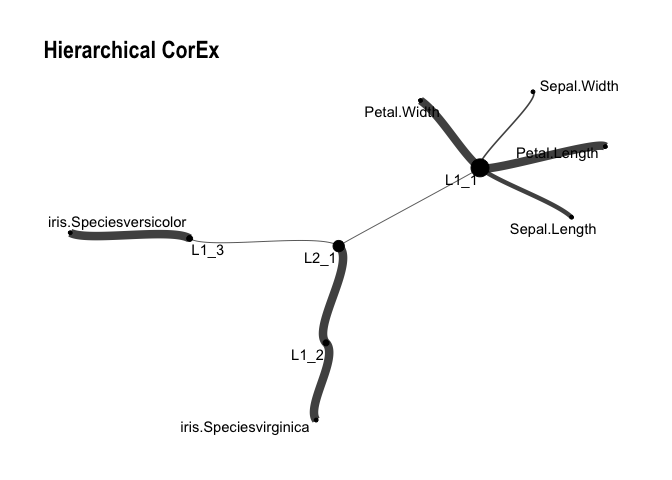 Hierarchical CorEx
Sepal.Width
Petal.Width
Petal.Length
L1_1
iris.Speciesversicolor
Sepal.Length
L1_3
L2_1
L1_2
iris.Speciesvirginica